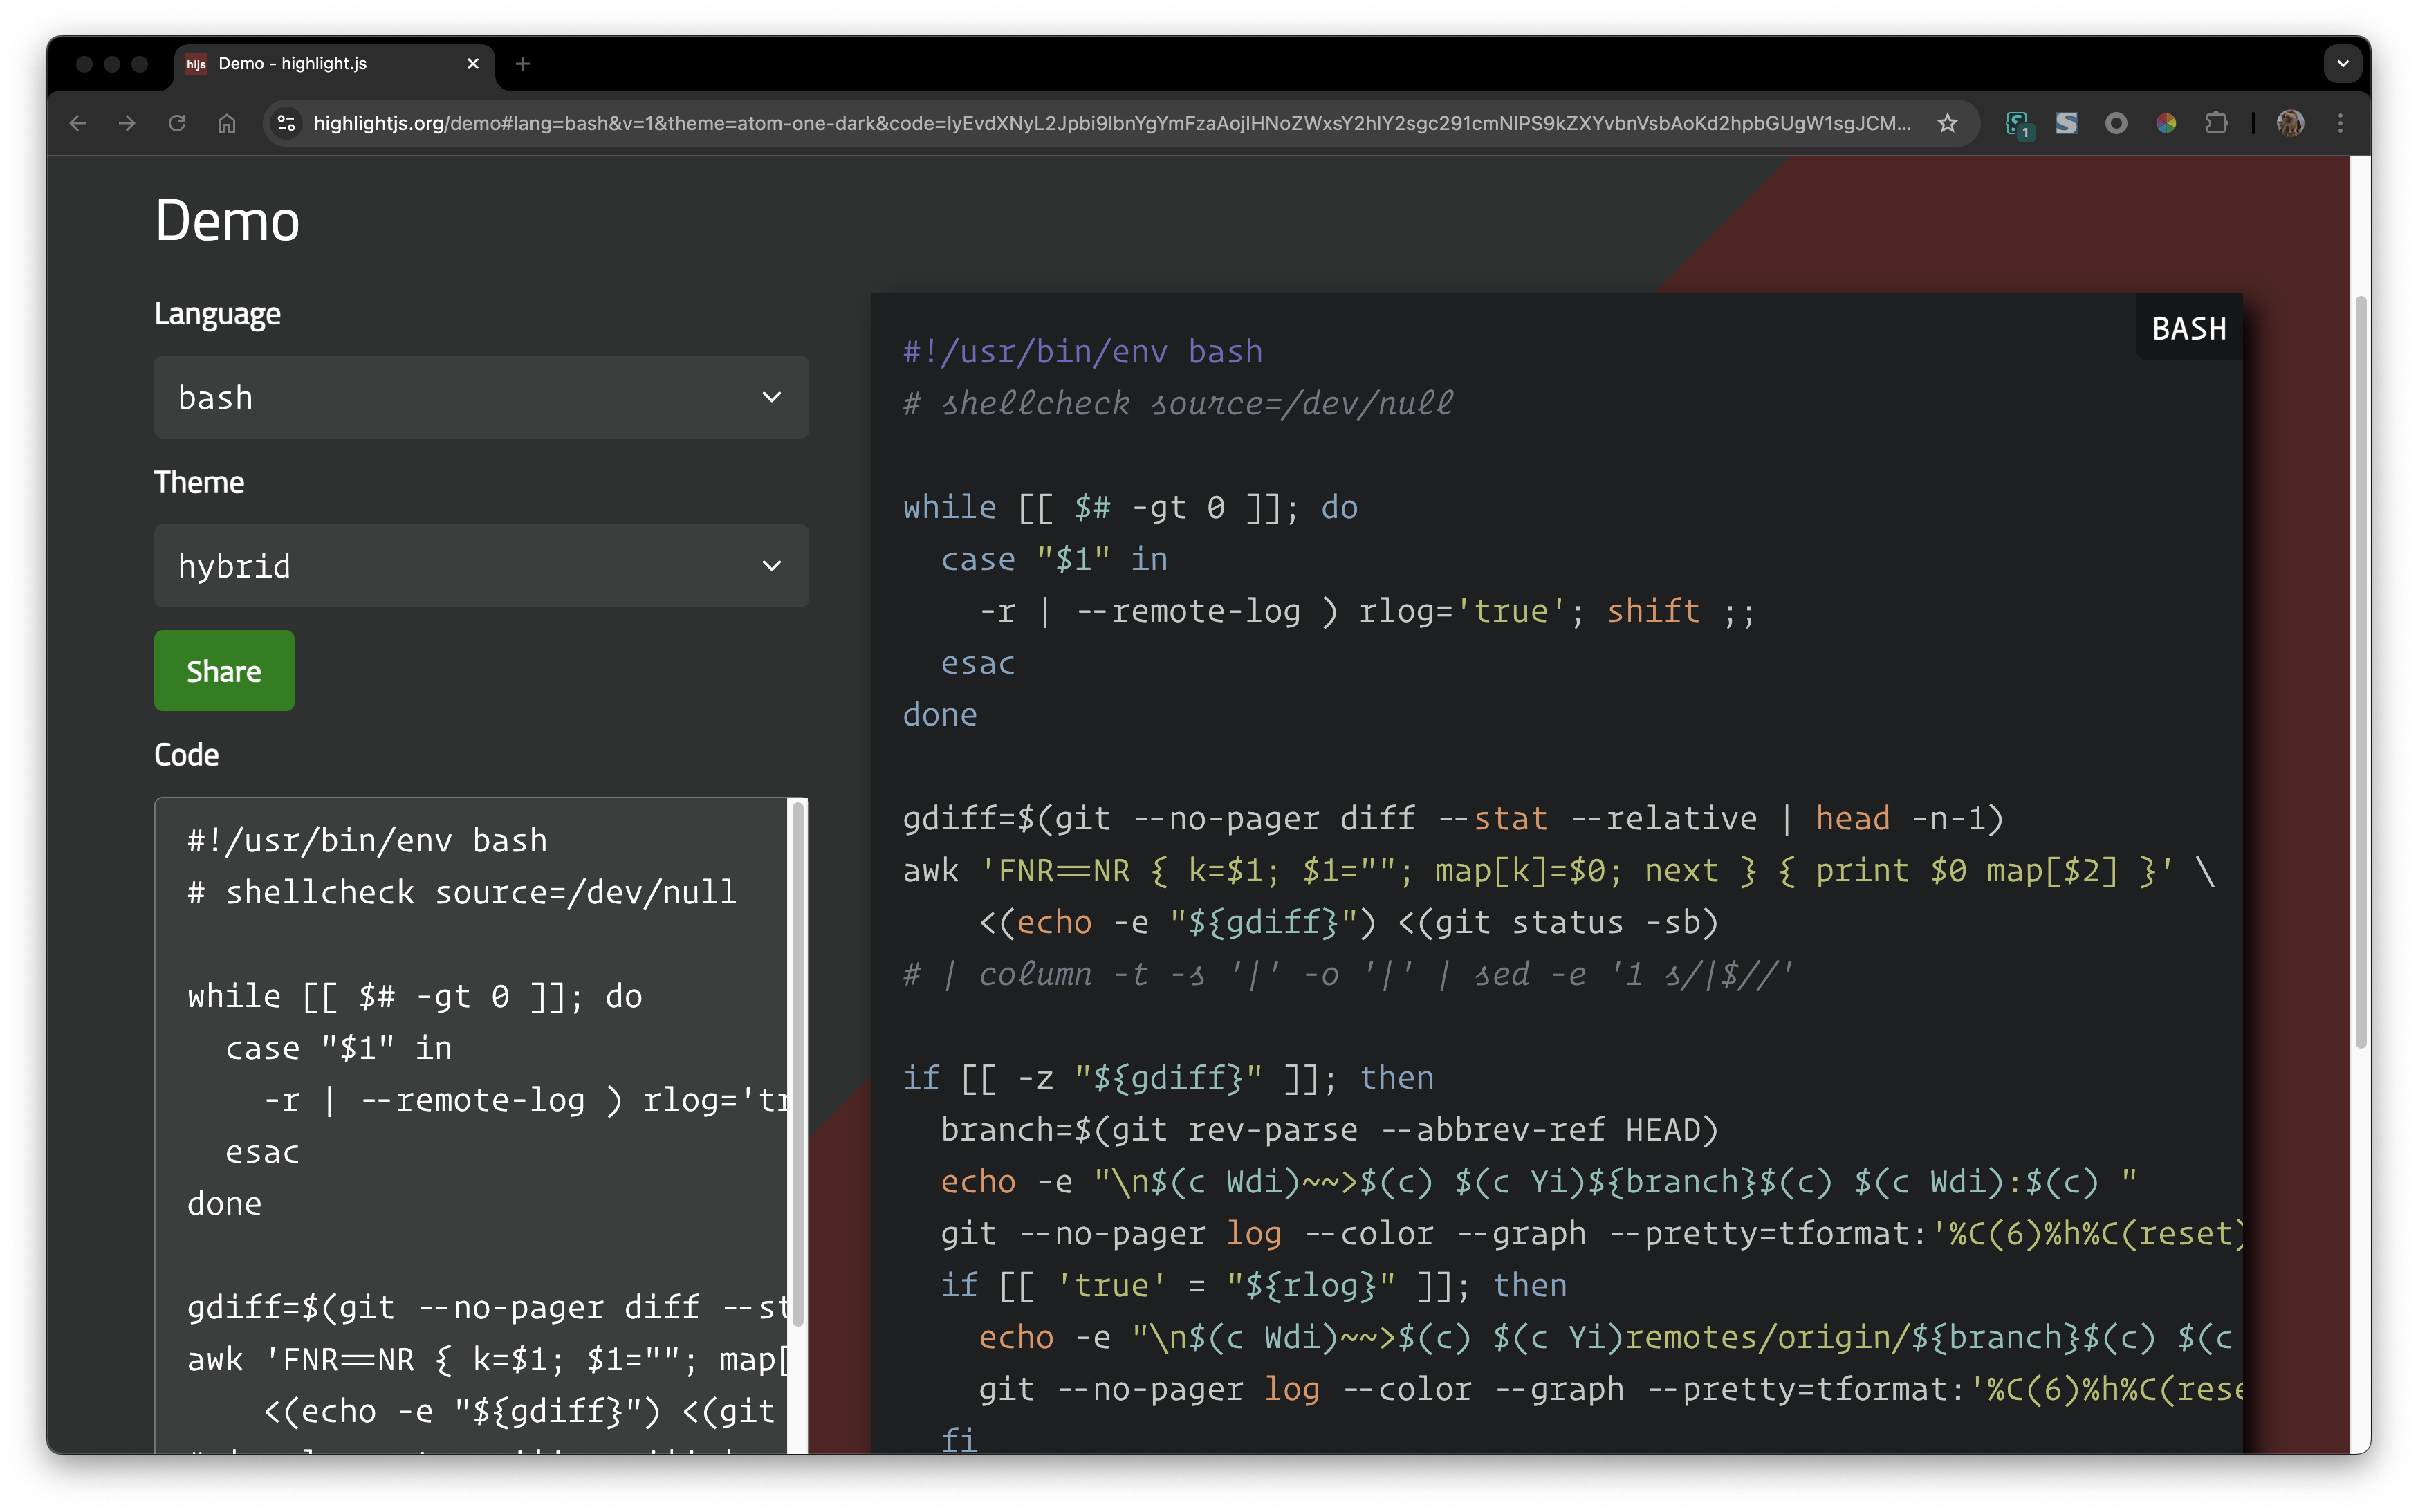 hljs Demo - highlight.js
highlightjs.org/demo#lang=bash&v=1&theme=atom-one-dark&code=IyEvdXNyL2Jpbi9lbnYgYmFzaAojIHNoZWxsY2hlY2sgc291cmNlPS9kZXYvbnVsbAoKd2hpbGUgW1sgJCM...
1
Demo
Language
bash
Theme
hybrid
Share
Code
#!/usr/bin/env bash
# shellcheck source=/dev/null
while [[ $# -gt 0 ]]; do
  case "$1" in
    -r | --remote-log ) rlog='tr
  esac
done
gdiff=$(git --no-pager diff --st
awk 'FNR==NR { k=$1; $1=""; map[
    <(echo -e "${gdiff}") <(git
BASH
#!/usr/bin/env bash
# shellcheck source=/dev/null
while [[ $# -gt 0 ]]; do
  case "$1" in
    -r | --remote-log ) rlog='true'; shift ;;
  esac
done
gdiff=$(git --no-pager diff --stat --relative | head -n-1)
awk 'FNR==NR { k=$1; $1=""; map[k]=$0; next } { print $0 map[$2] }' \
    <(echo -e "${gdiff}") <(git status -sb)
# | column -t -s '|' -o '|' | sed -e '1 s/|$//'
if [[ -z "${gdiff}" ]]; then
  branch=$(git rev-parse --abbrev-ref HEAD)
  echo -e "\n$(c Wdi)~~>$(c) $(c Yi)${branch}$(c) $(c Wdi):$(c) "
  git --no-pager log --color --graph --pretty=tformat:'%C(6)%h%C(reset)
  if [[ 'true' = "${rlog}" ]]; then
    echo -e "\n$(c Wdi)~~>$(c) $(c Yi)remotes/origin/${branch}$(c) $(c
    git --no-pager log --color --graph --pretty=tformat:'%C(6)%h%C(rese
  fi